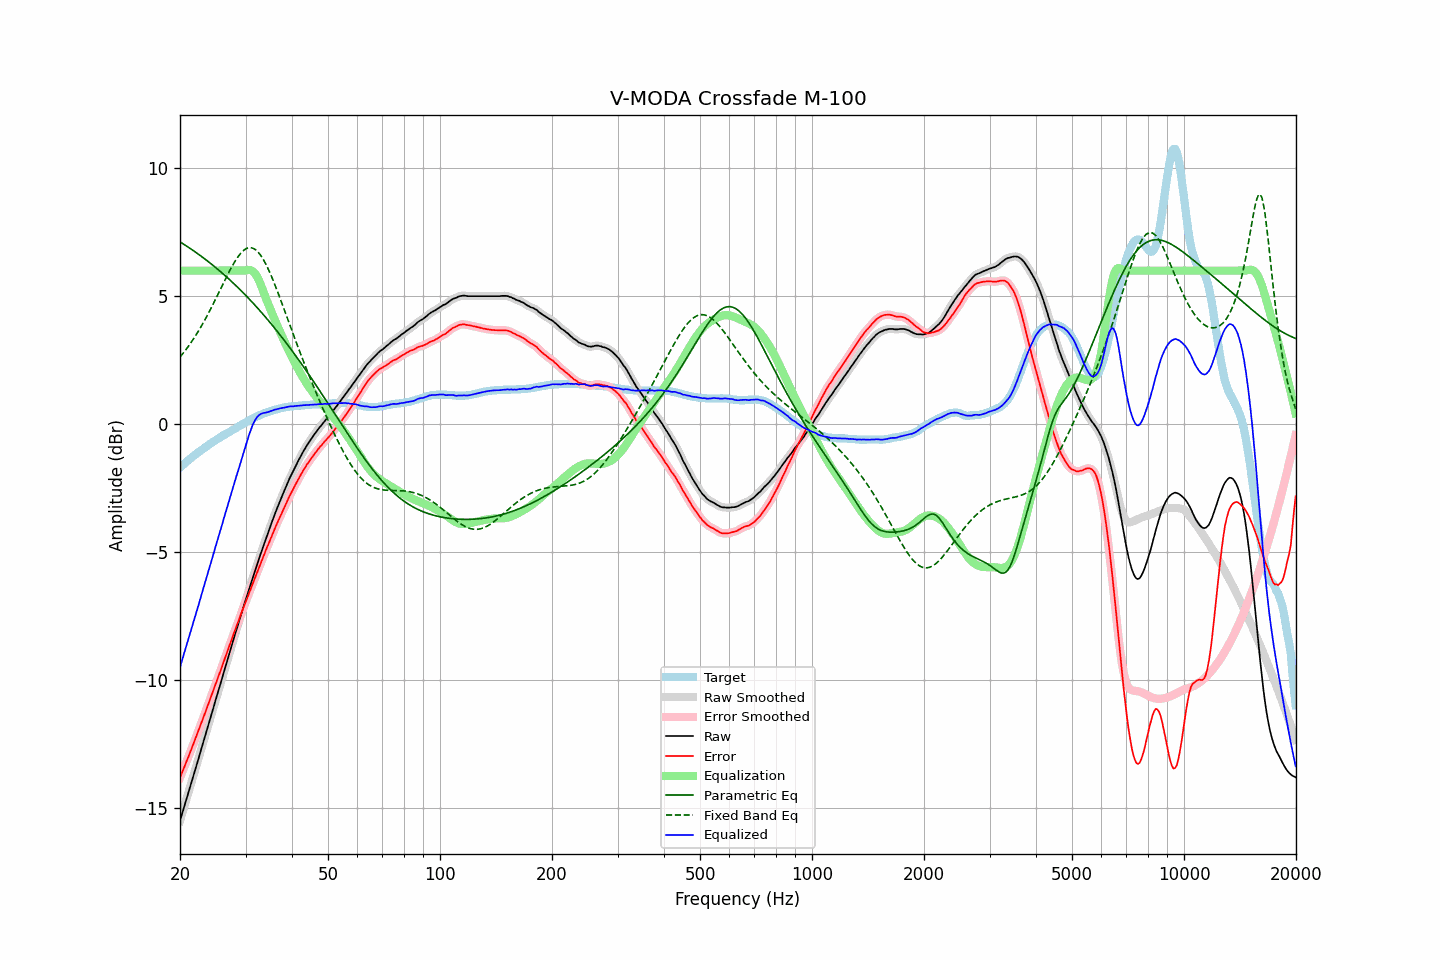 V-MODA Crossfade M-100
Amplitude (dBr)
10
5
0
−5
−10
−15
Target
Raw Smoothed
Error Smoothed
Raw
Error
Equalization
Parametric Eq
Fixed Band Eq
Equalized
20 50 100 200 500 1000 2000 5000 10000 20000
Frequency (Hz)